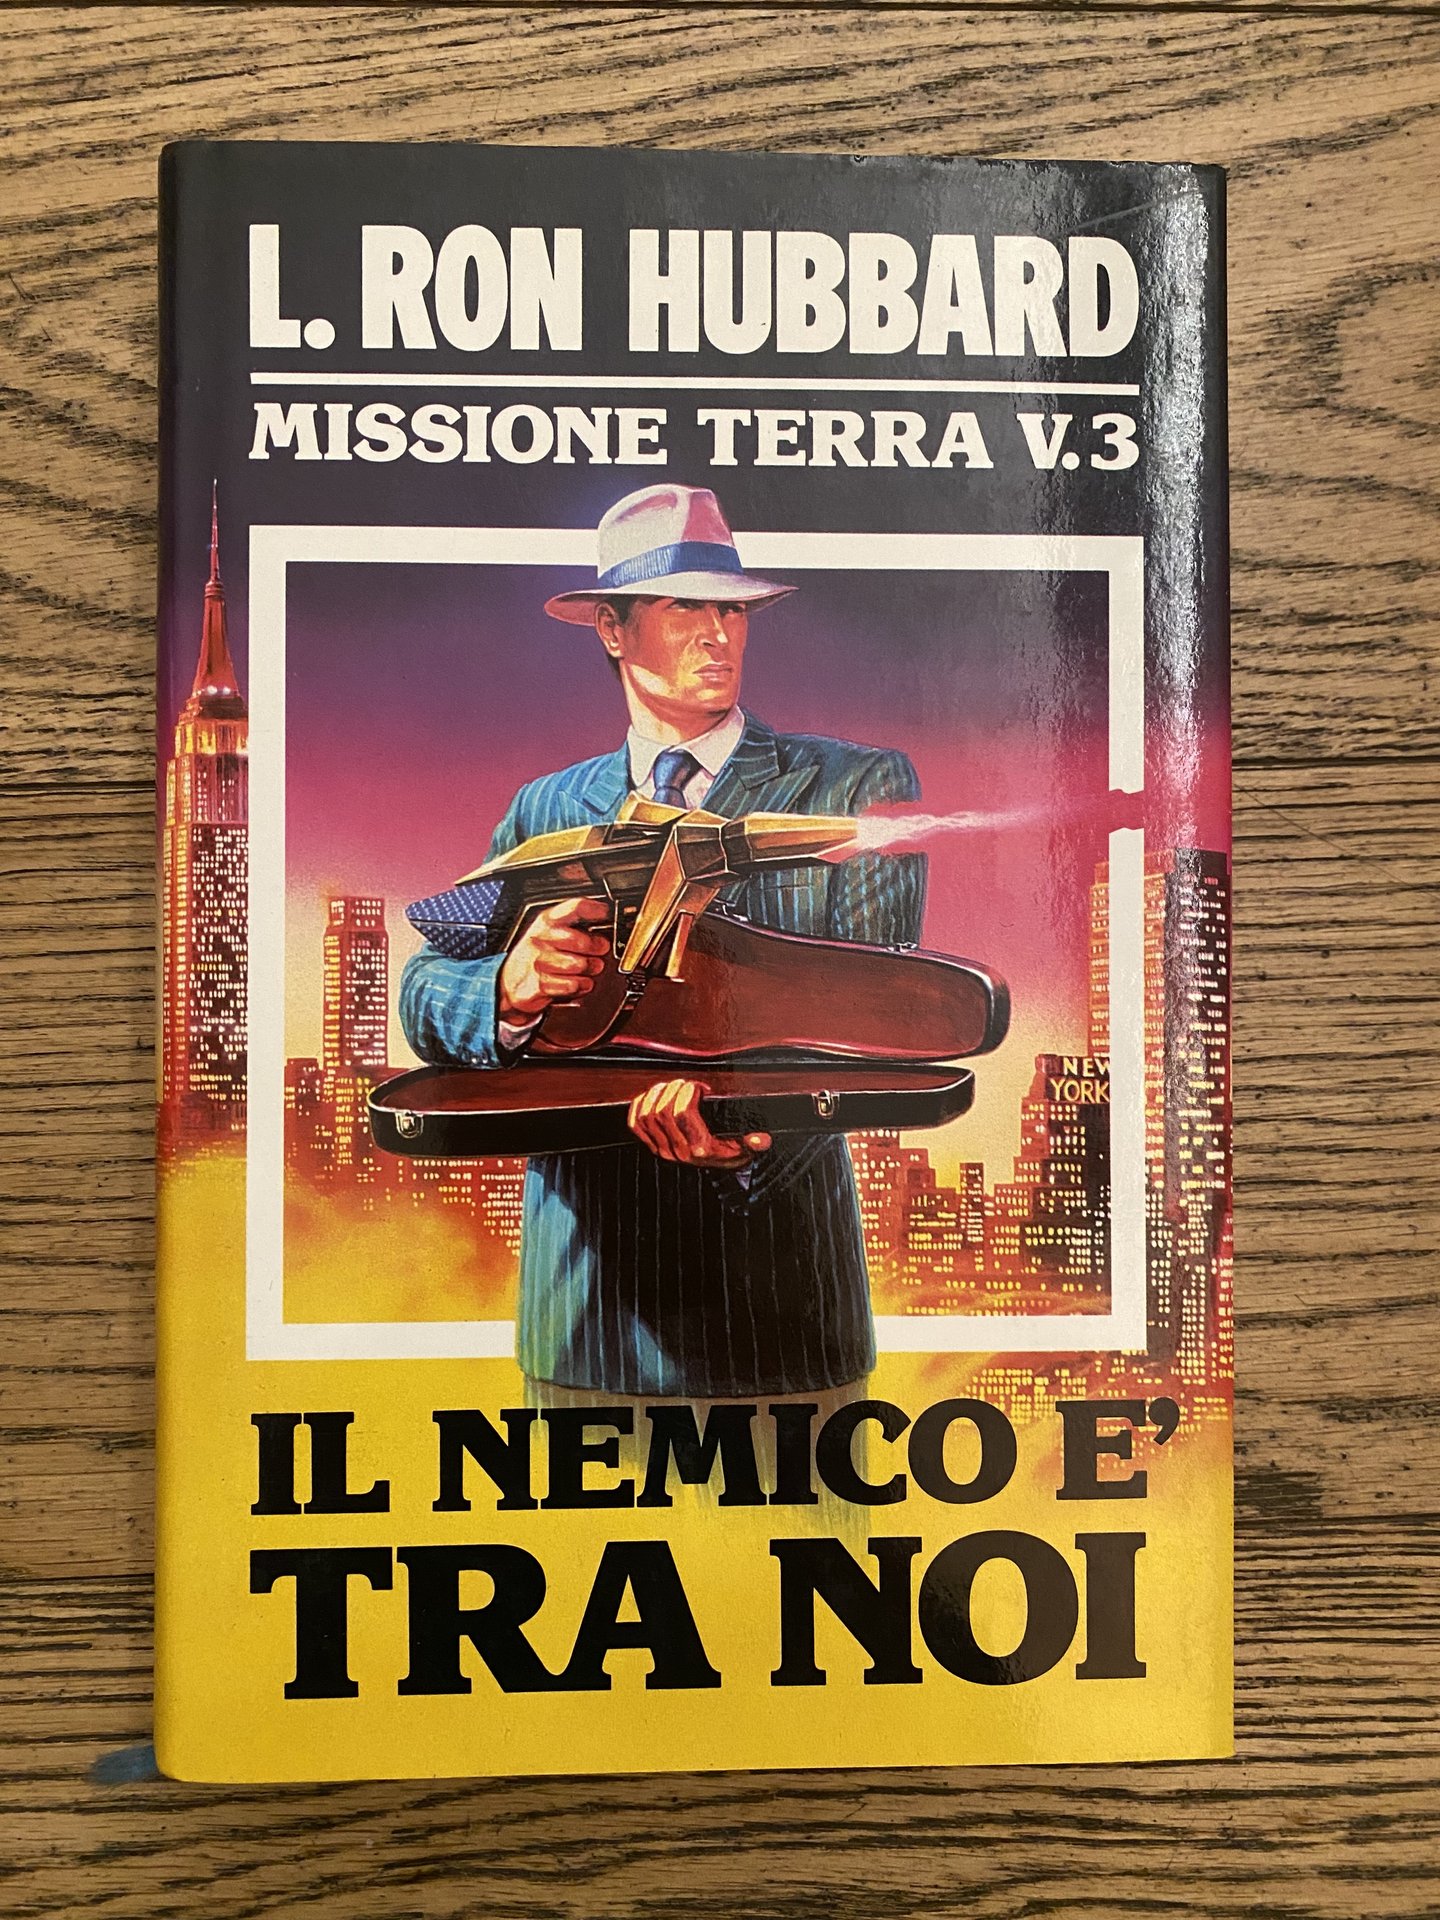 L. RON HUBBARD
MISSIONE TERRA V.3
NEW
YORK
IL NEMICO E'
TRA NOI